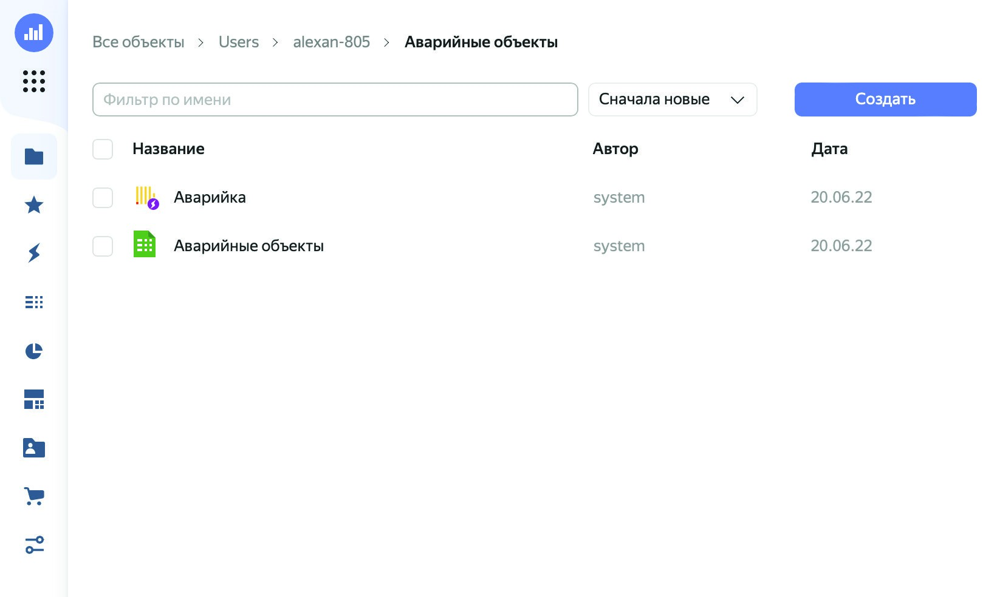 Все объекты > Users > alexan-805 > Аварийные объекты
Фильтр по имени
Сначала новые
Создать
Название Автор Дата
Аварийка system 20.06.22
Аварийные объекты system 20.06.22